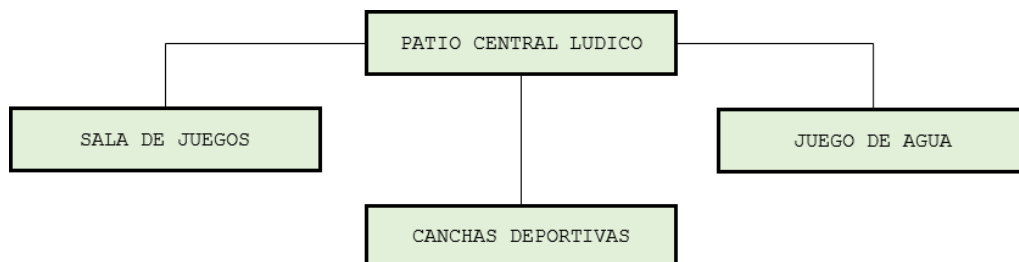 PATIO CENTRAL LUDICO
SALA DE JUEGOS
JUEGO DE AGUA
CANCHAS DEPORTIVAS